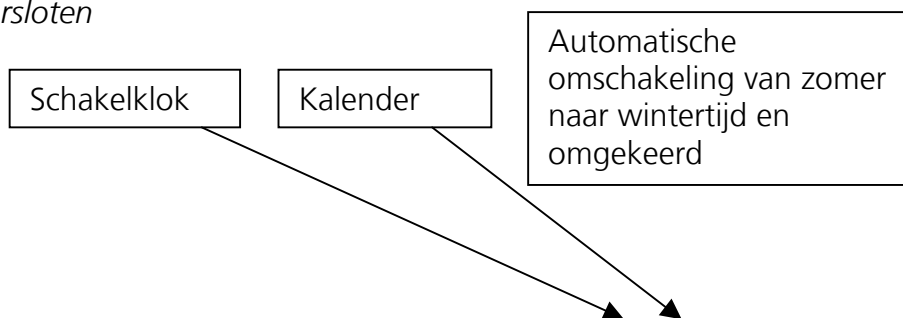 rsloten
Schakelklok
Kalender
Automatische
omschakeling van zomer
naar wintertijd en
omgekeerd